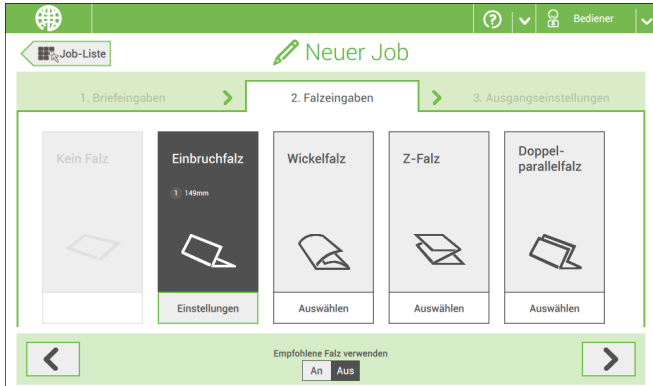 Bediener
Job-Liste
Neuer Job
1. Briefeingaben
2. Falzeingaben
3. Ausgangseinstellungen
Kein Falz
Einbruchfalz
1 149mm
Einstellungen
Wickelfalz
Auswählen
Z-Falz
Auswählen
Doppel-
parallelfalz
Auswählen
Empfohlene Falz verwenden
An Aus